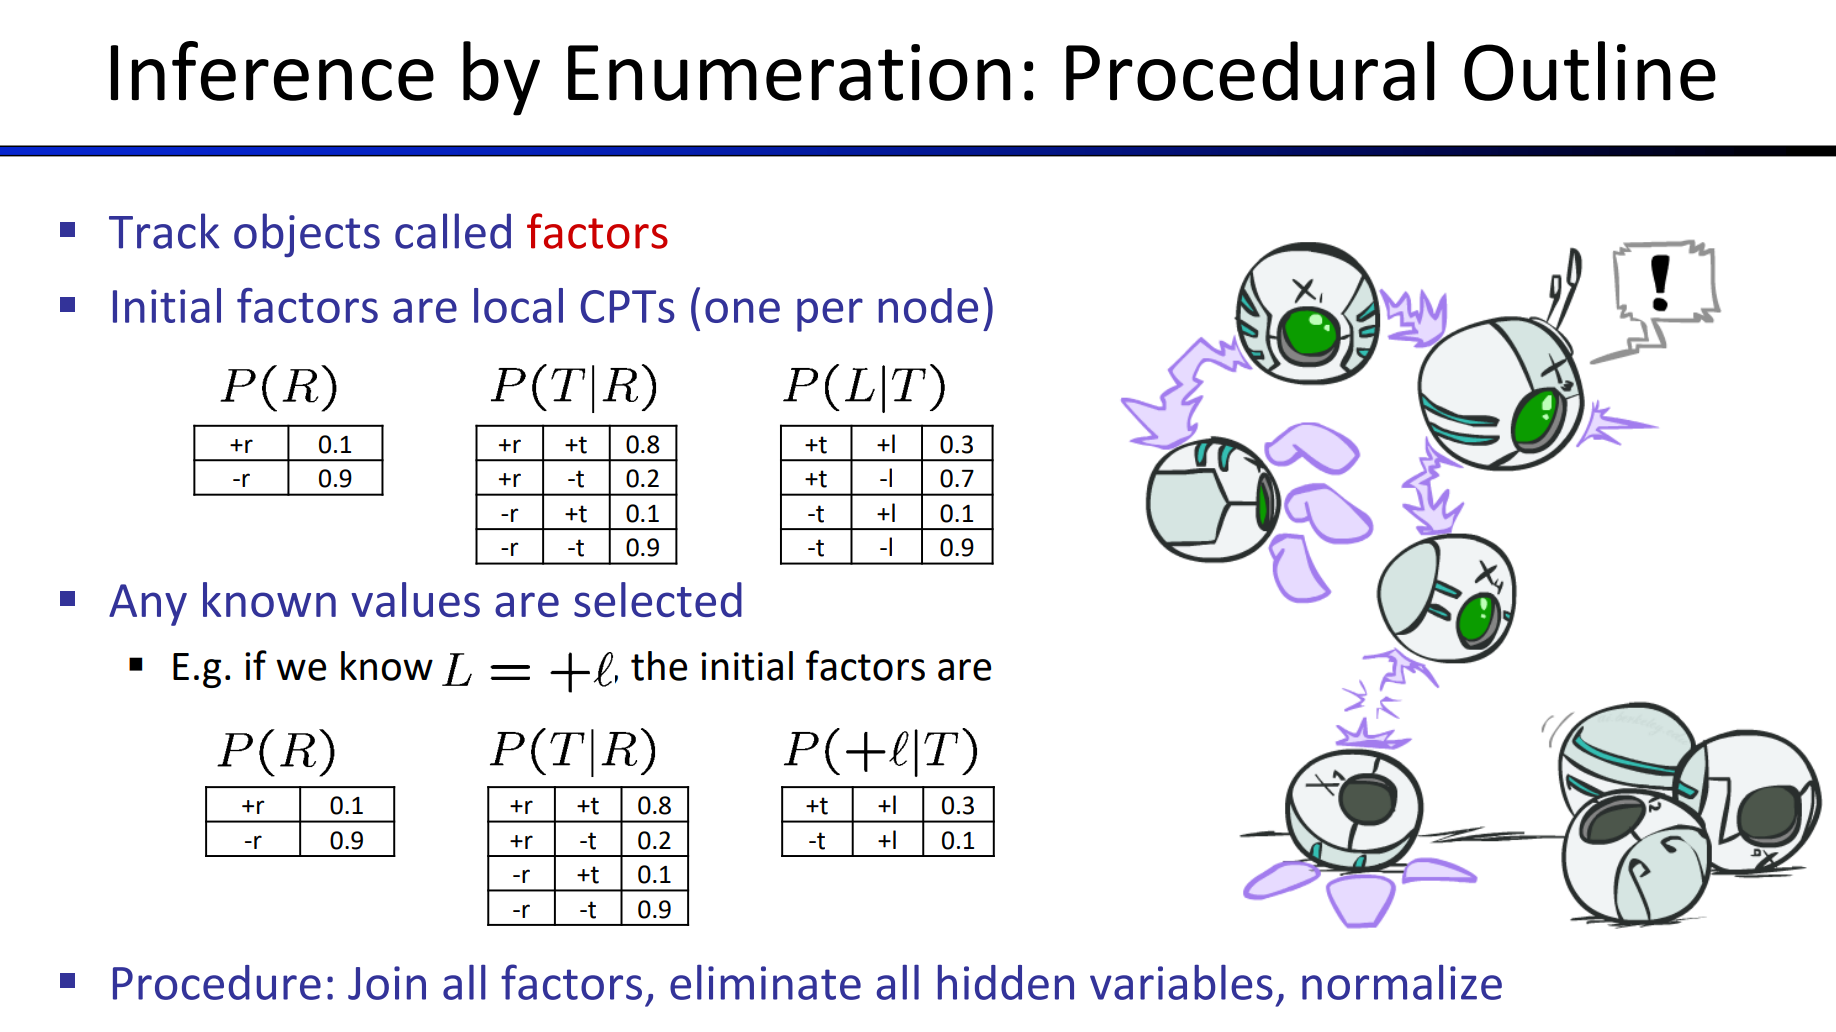 Inference by Enumeration: Procedural Outline
Track objects called factors
Initial factors are local CPTs (one per node)
P(R) P(T|R) P(L|T)
+r 0.1 +r +t 0.8 +t +l 0.3
-r 0.9 +r -t 0.2 +t -l 0.7
-r +t 0.1 -t +l 0.1
-r -t 0.9 -t -l 0.9
Any known values are selected
E.g. if we know L = +ℓ, the initial factors are
P(R) P(T|R) P(+ℓ|T)
+r 0.1 +r +t 0.8 +t +l 0.3
-r 0.9 +r -t 0.2 -t +l 0.1
-r +t 0.1
-r -t 0.9
Procedure: Join all factors, eliminate all hidden variables, normalize
X1
!
X3
X4